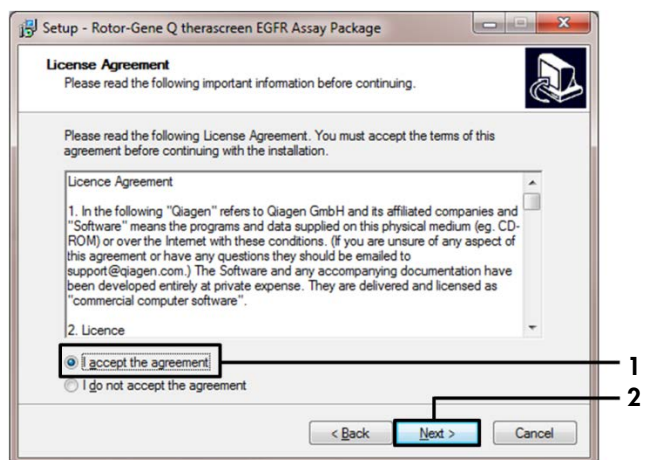 Setup - Rotor-Gene Q therascreen EGFR Assay Package
License Agreement
Please read the following important information before continuing.
Please read the following License Agreement. You must accept the terms of this
agreement before continuing with the installation.
Licence Agreement
1. In the following "Qiagen" refers to Qiagen GmbH and its affiliated companies and
"Software" means the programs and data supplied on this physical medium (eg. CD-
ROM) or over the Internet with these conditions. (If you are unsure of any aspect of
this agreement or have any questions they should be emailed to
support@qiagen.com.) The Software and any accompanying documentation have
been developed entirely at private expense. They are delivered and licensed as
"commercial computer software".
2. Licence
I accept the agreement
1
I do not accept the agreement
2
< Back
Next >
Cancel